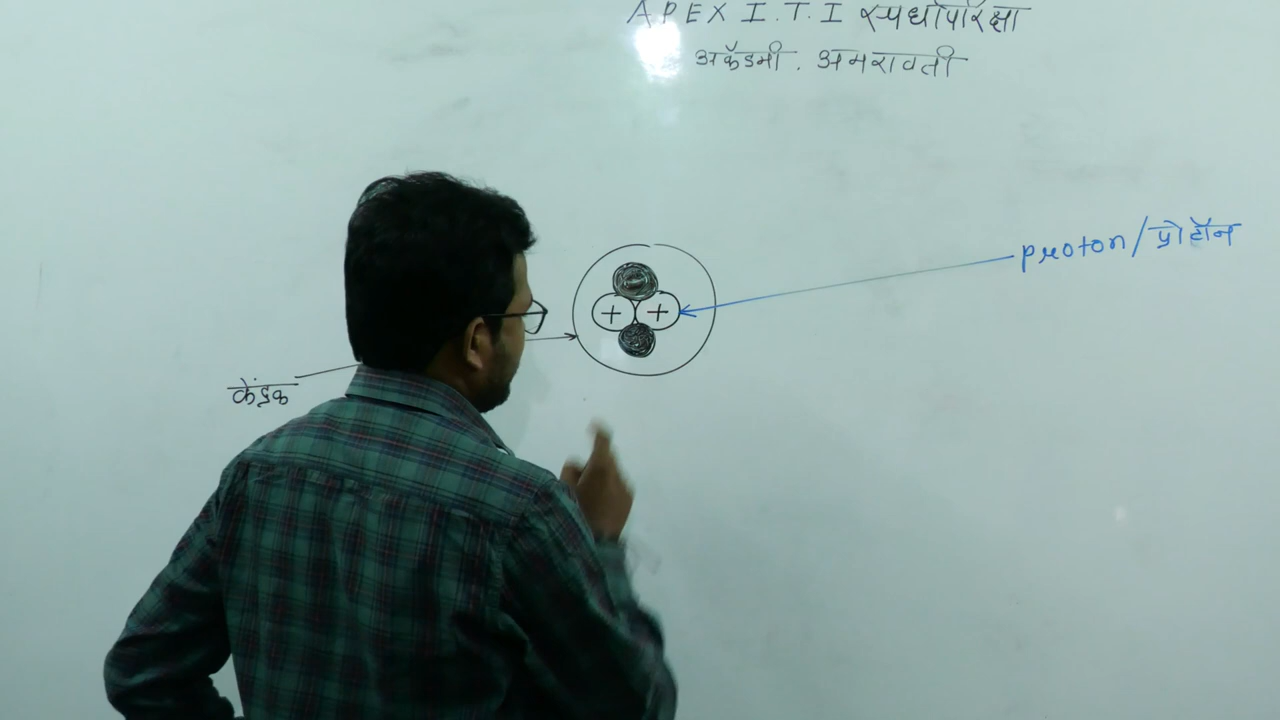 APEX I.T.I स्पर्धापरिक्षा
अकॅडमी. अमरावती
proton/प्रोटॉन
+ +
केंद्रक